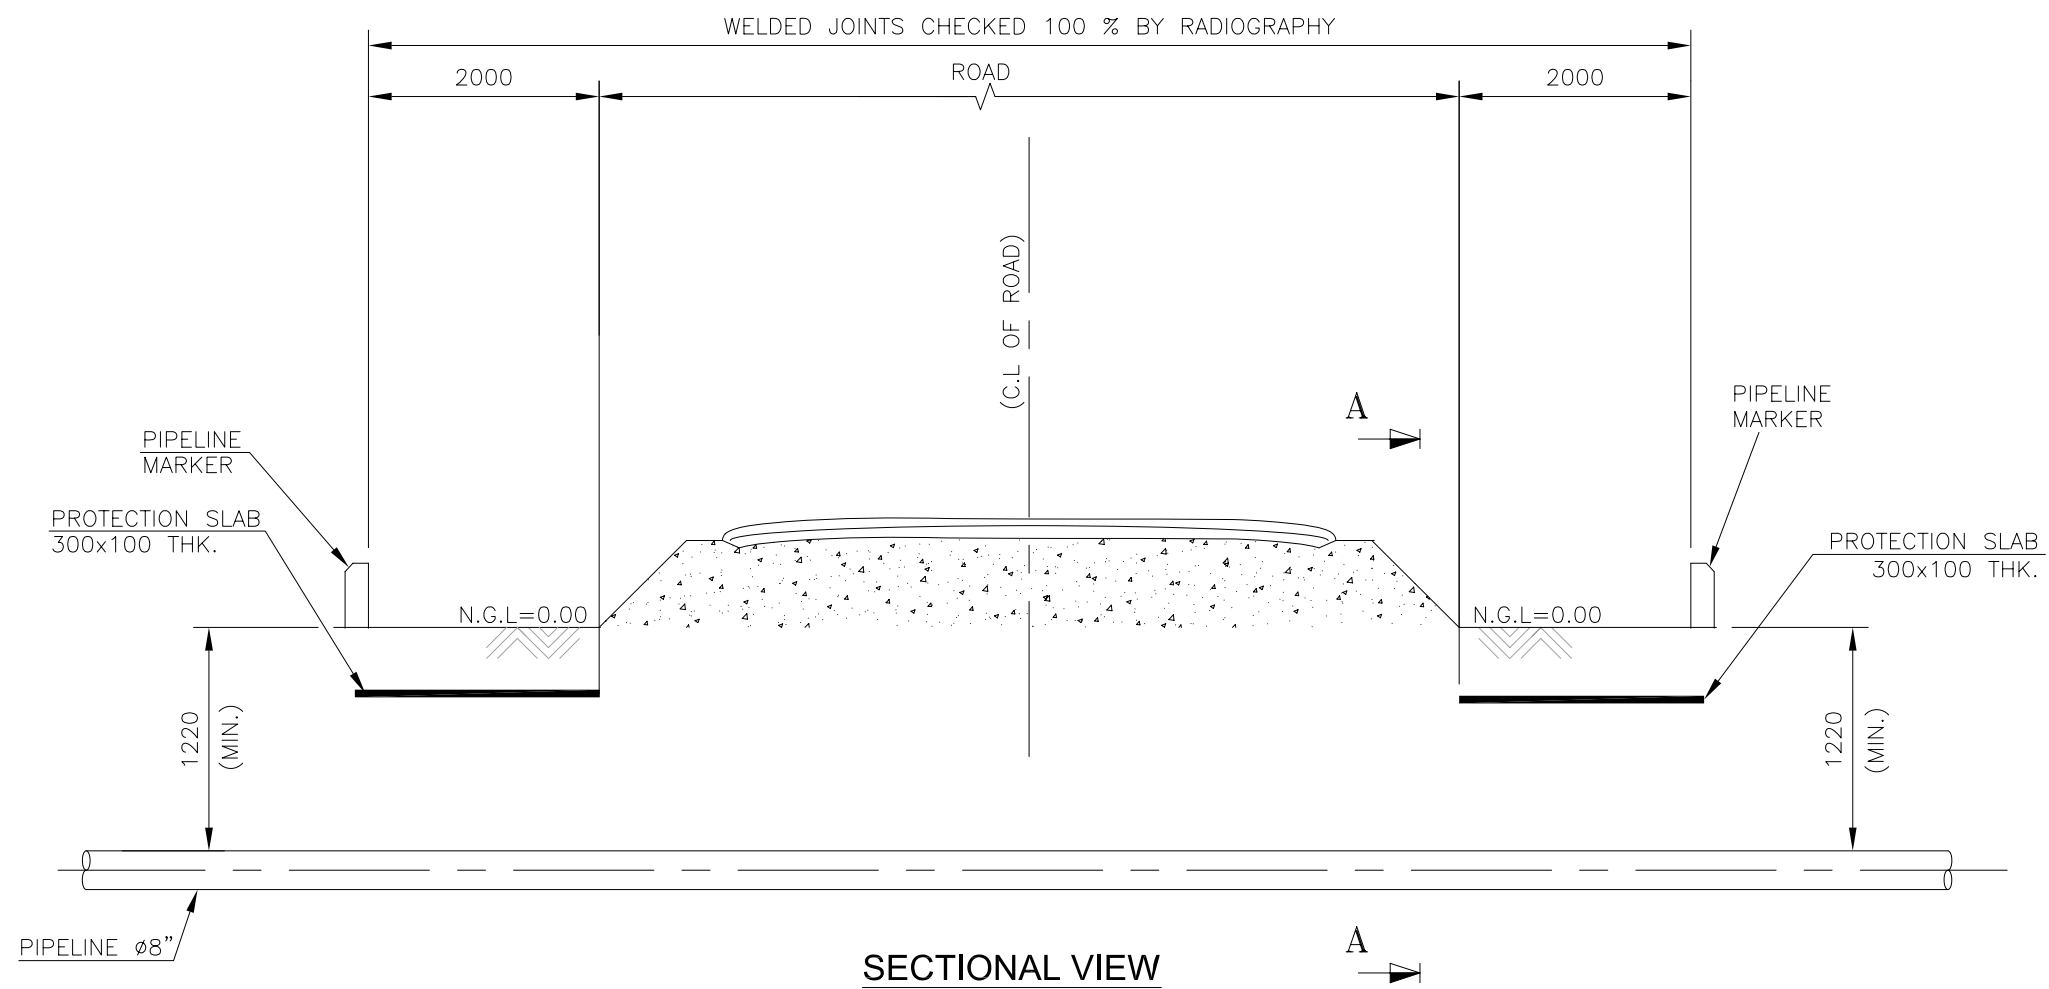 WELDED JOINTS CHECKED 100 % BY RADIOGRAPHY
2000
ROAD
2000
(C.L OF ROAD)
A
PIPELINE
MARKER
PIPELINE
MARKER
PROTECTION SLAB
300x100 THK.
PROTECTION SLAB
300x100 THK.
N.G.L=0.00
N.G.L=0.00
1220
(MIN.)
1220
(MIN.)
PIPELINE ø8”
SECTIONAL VIEW
A